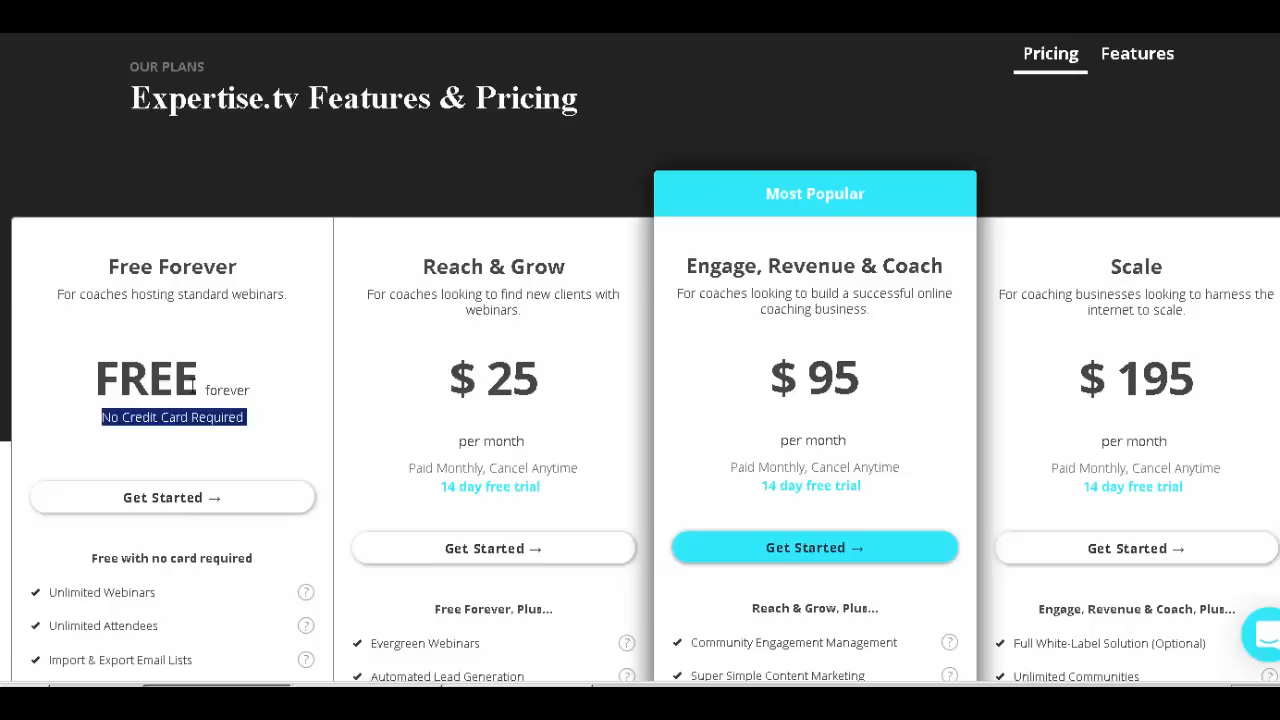 OUR PLANS
Expertise.tv Features & Pricing
Pricing
Features
Free Forever
For coaches hosting standard webinars.
FREE forever
No Credit Card Required
Get Started →
Free with no card required
✔ Unlimited Webinars ?
✔ Unlimited Attendees ?
✔ Import & Export Email Lists ?
Reach & Grow
For coaches looking to find new clients with
webinars.
$ 25
per month
Paid Monthly, Cancel Anytime
14 day free trial
Get Started →
Free Forever, Plus...
✔ Evergreen Webinars ?
✔ Automated Lead Generation ?
Most Popular
Engage, Revenue & Coach
For coaches looking to build a successful online
coaching business.
$ 95
per month
Paid Monthly, Cancel Anytime
14 day free trial
Get Started →
Reach & Grow, Plus...
✔ Community Engagement Management ?
✔ Super Simple Content Marketing ?
Scale
For coaching businesses looking to harness the
internet to scale.
$ 195
per month
Paid Monthly, Cancel Anytime
14 day free trial
Get Started →
Engage, Revenue & Coach, Plus...
✔ Full White-Label Solution (Optional)
✔ Unlimited Communities ?